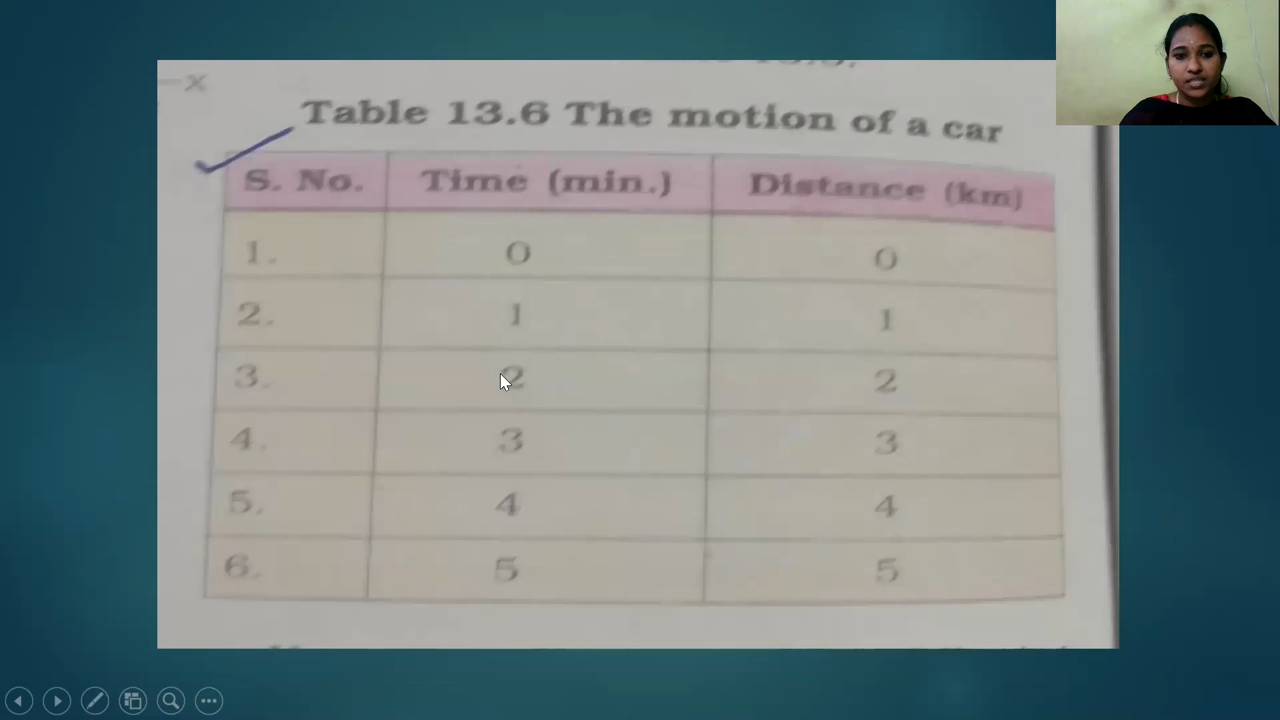 Table 13.6 The motion of a car
S. No. Time (min.) Distance (km)
1. 0 0
2. 1 1
3. 2 2
4. 3 3
5. 4 4
6. 5 5